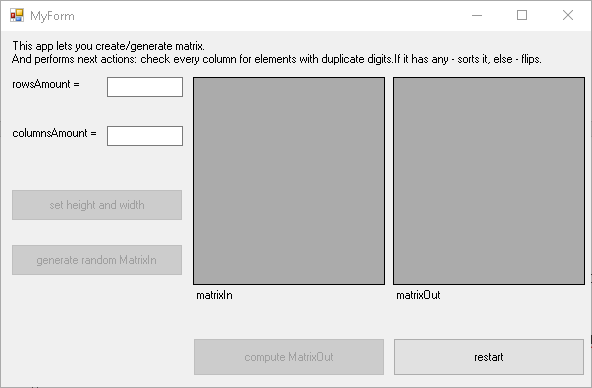 MyForm
This app lets you create/generate matrix.
And performs next actions: check every column for elements with duplicate digits.If it has any - sorts it, else - flips.
rowsAmount =
columnsAmount =
set height and width
generate random MatrixIn
matrixIn
matrixOut
compute MatrixOut
restart